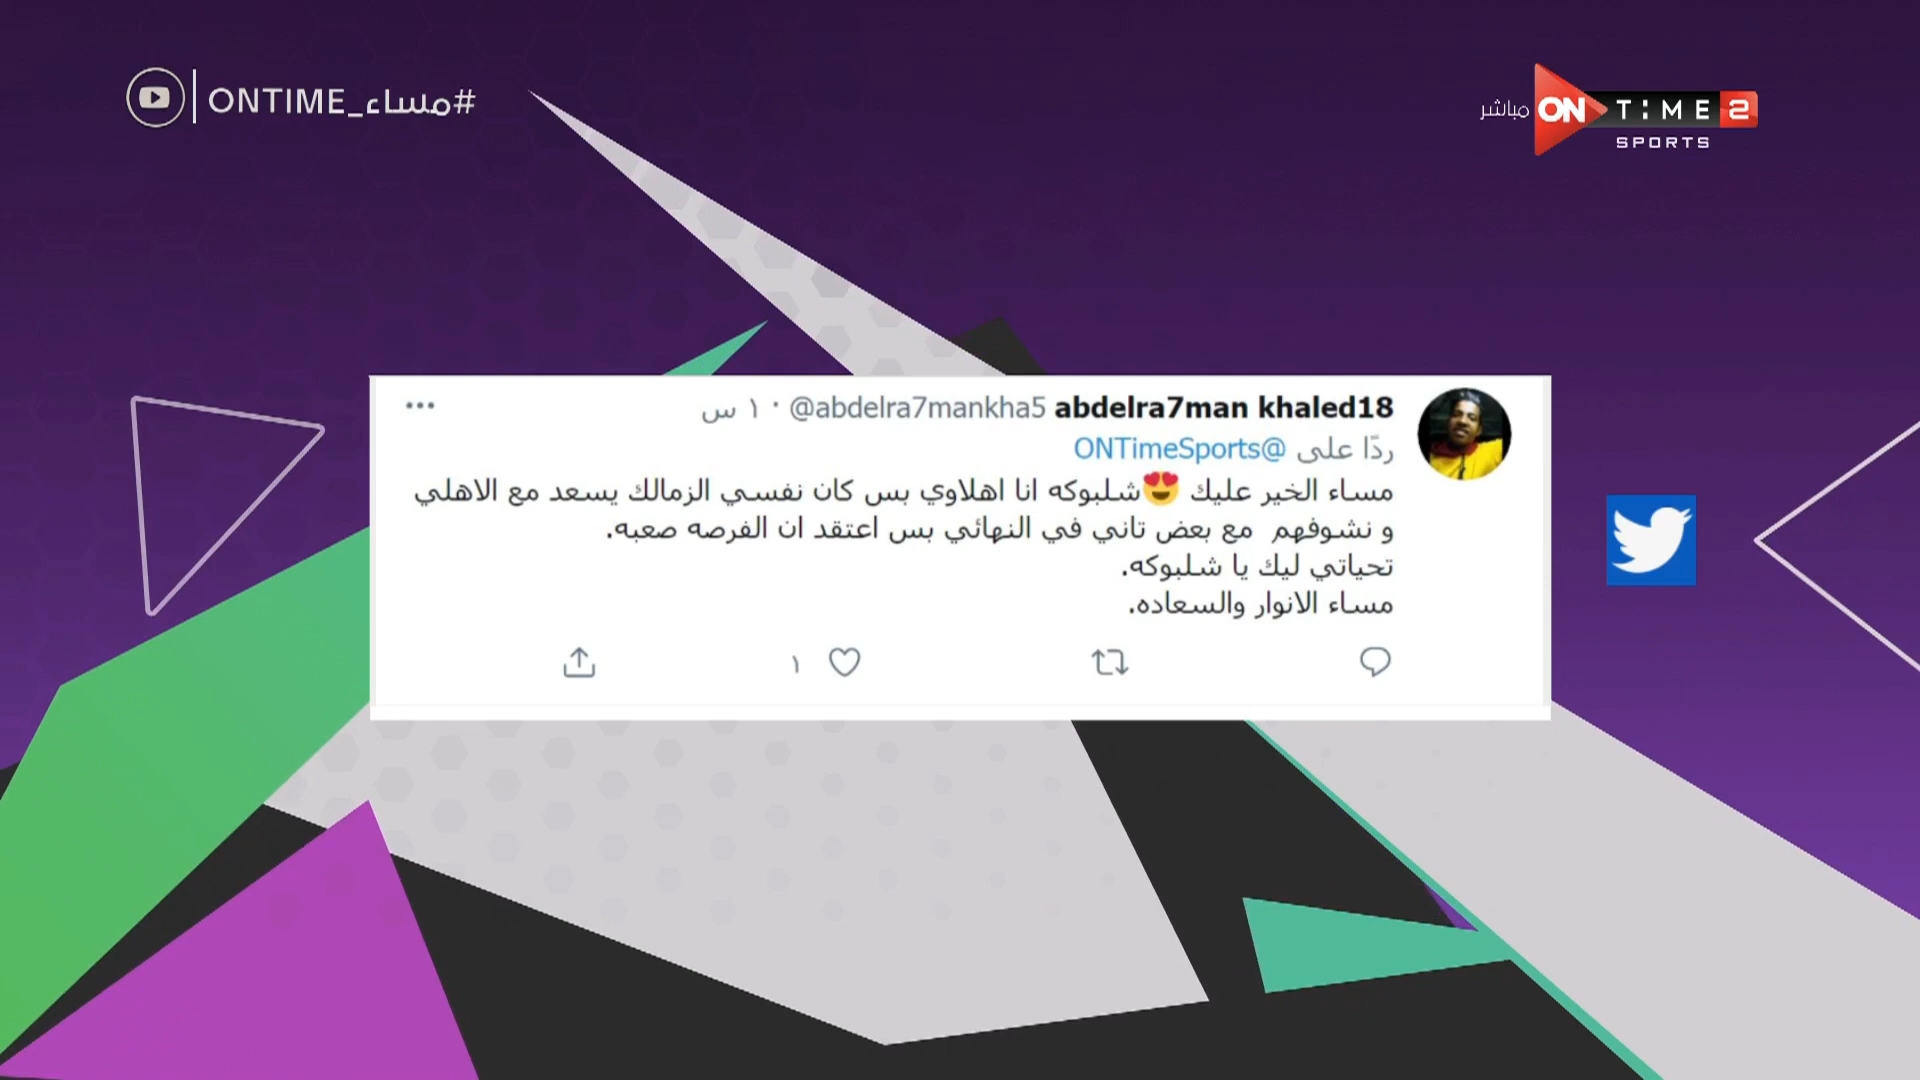 #مساء_ONTIME
مباشر ON TIME 2
SPORTS
abdelra7man khaled18 @abdelra7mankha5 · ١ س
ردًا على @ONTimeSports
مساء الخير عليك 😍شلبوكه انا اهلاوي بس كان نفسي الزمالك يسعد مع الاهلي
و نشوفهم مع بعض تاني في النهائي بس اعتقد ان الفرصه صعبه.
تحياتي ليك يا شلبوكه.
مساء الانوار والسعاده.
١